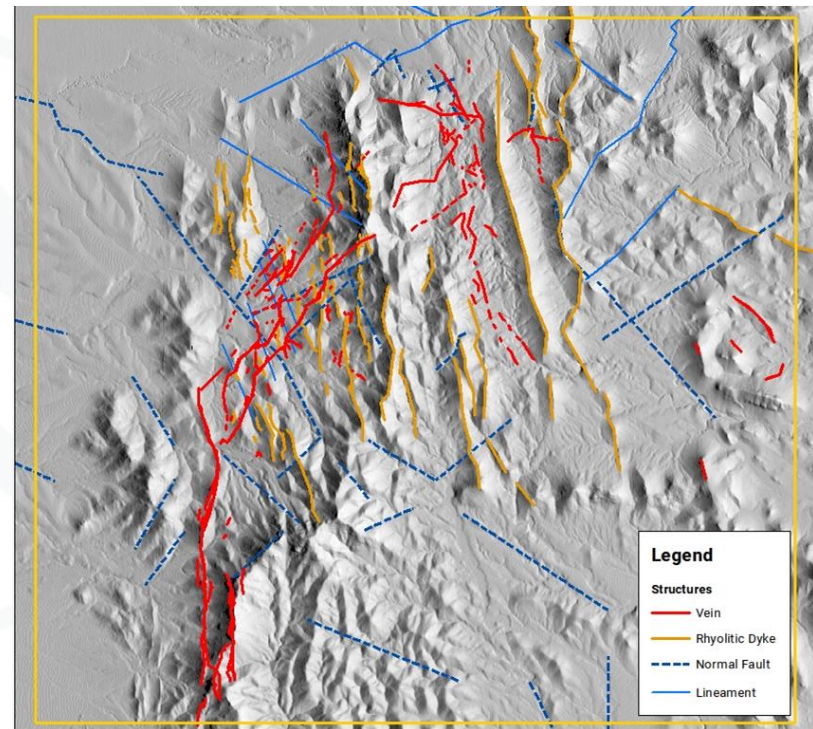 Legend
Structures
Vein
Rhyolitic Dyke
Normal Fault
Lineament